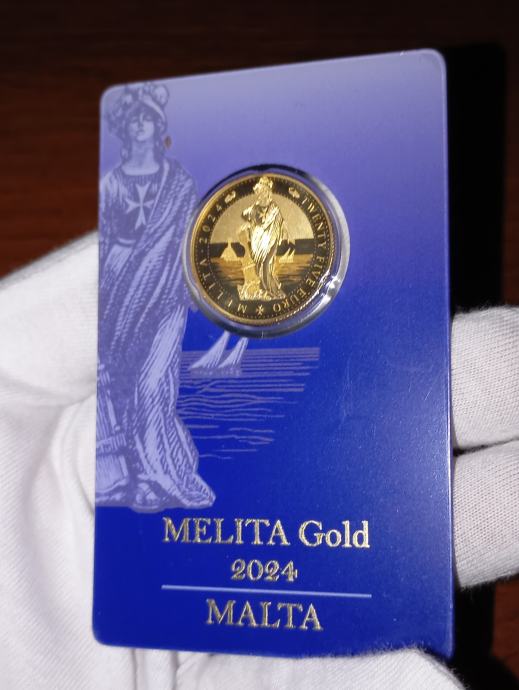 MELITA 2024 TWENTY FIVE EURO
MELITA Gold
2024
MALTA